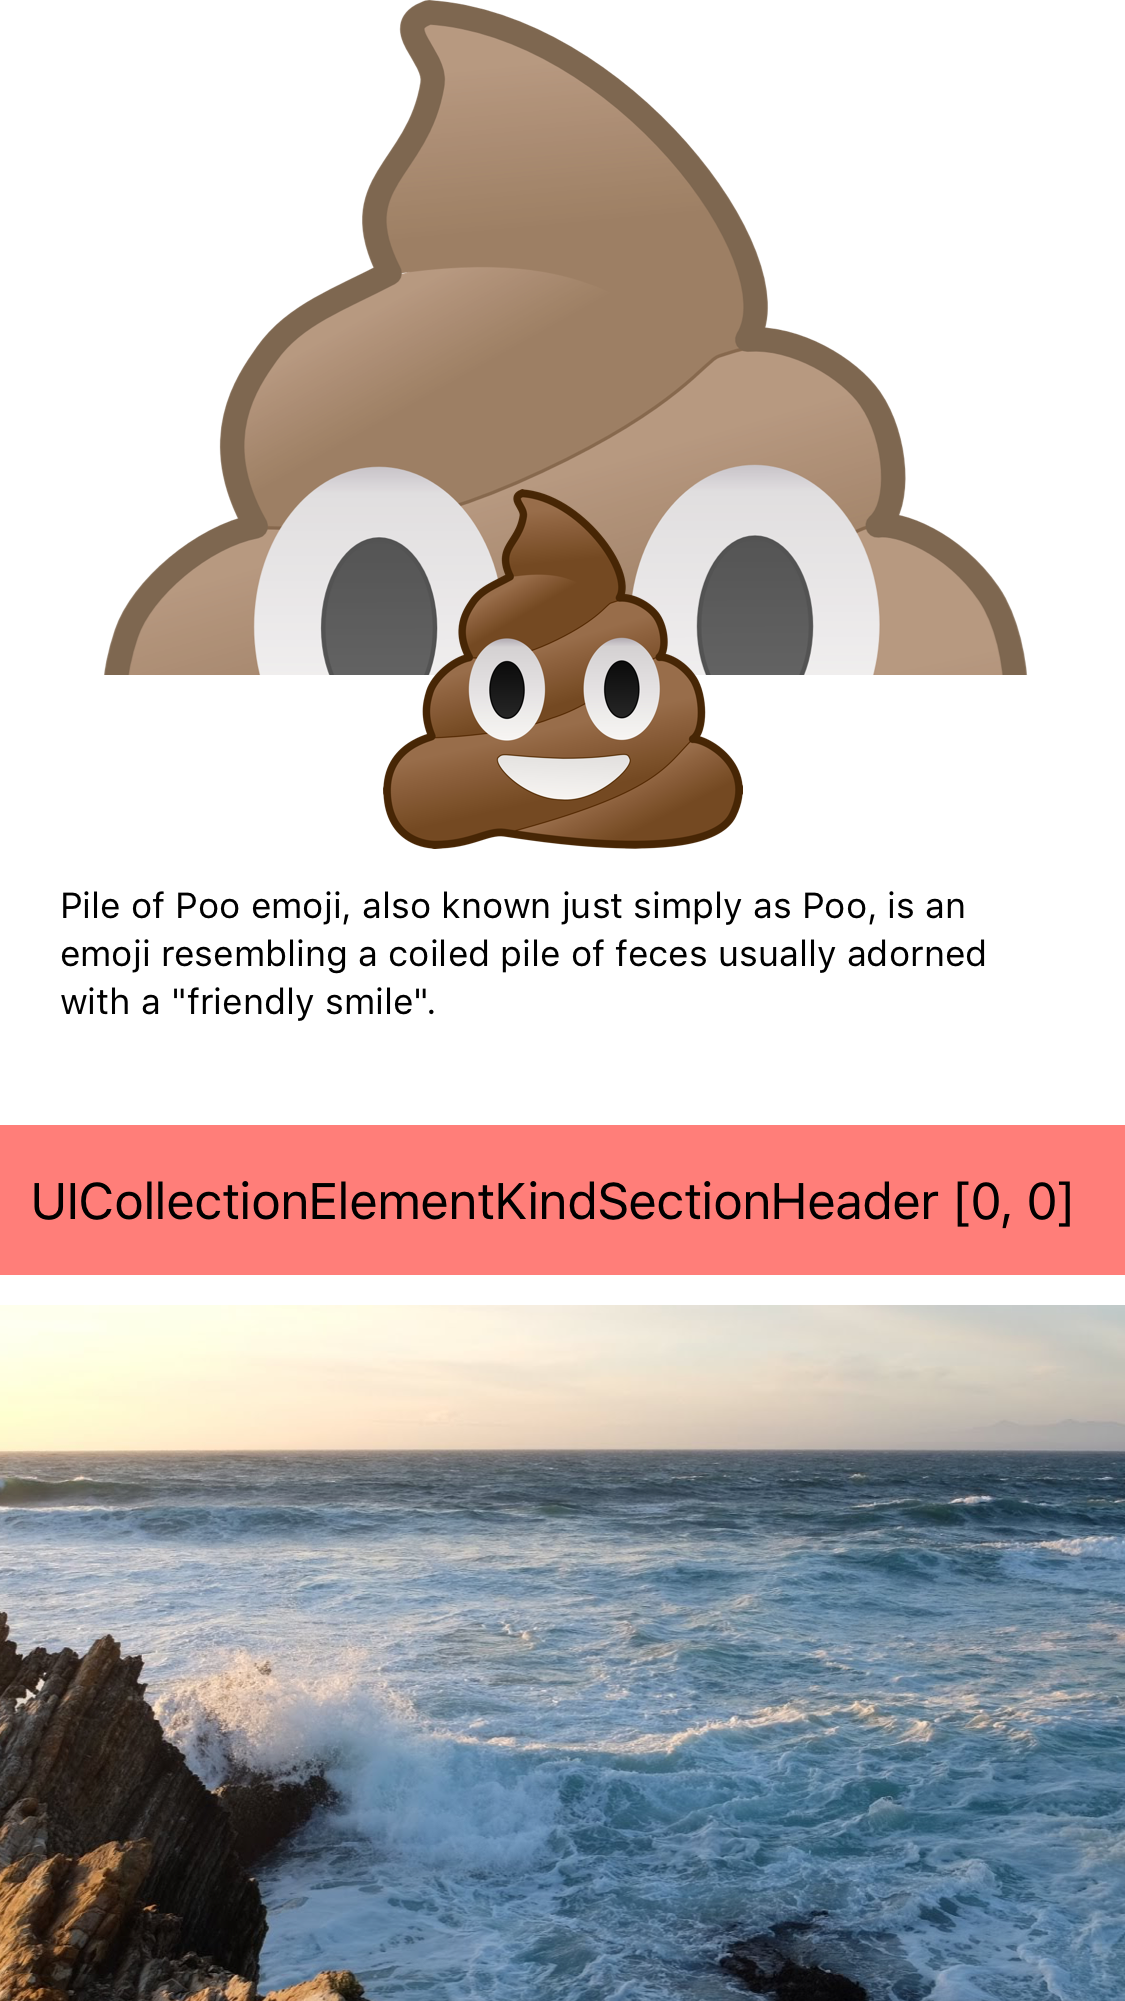 Pile of Poo emoji, also known just simply as Poo, is an
emoji resembling a coiled pile of feces usually adorned
with a "friendly smile".
UICollectionElementKindSectionHeader [0, 0]